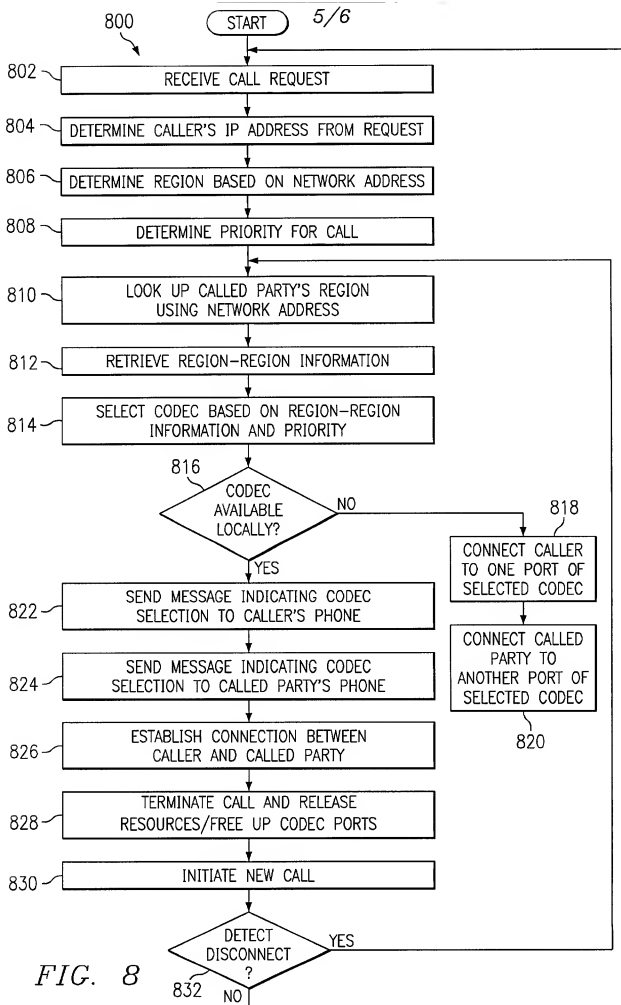 START
5/6
800
802
RECEIVE CALL REQUEST
804
DETERMINE CALLER'S IP ADDRESS FROM REQUEST
806
DETERMINE REGION BASED ON NETWORK ADDRESS
808
DETERMINE PRIORITY FOR CALL
810
LOOK UP CALLED PARTY'S REGION
USING NETWORK ADDRESS
812
RETRIEVE REGION-REGION INFORMATION
814
SELECT CODEC BASED ON REGION-REGION
INFORMATION AND PRIORITY
816
CODEC
AVAILABLE
LOCALLY?
NO
YES
818
CONNECT CALLER
TO ONE PORT OF
SELECTED CODEC
CONNECT CALLED
PARTY TO
ANOTHER PORT OF
SELECTED CODEC
820
822
SEND MESSAGE INDICATING CODEC
SELECTION TO CALLER'S PHONE
824
SEND MESSAGE INDICATING CODEC
SELECTION TO CALLED PARTY'S PHONE
826
ESTABLISH CONNECTION BETWEEN
CALLER AND CALLED PARTY
828
TERMINATE CALL AND RELEASE
RESOURCES/FREE UP CODEC PORTS
830
INITIATE NEW CALL
DETECT
DISCONNECT
?
YES
832
NO
FIG. 8